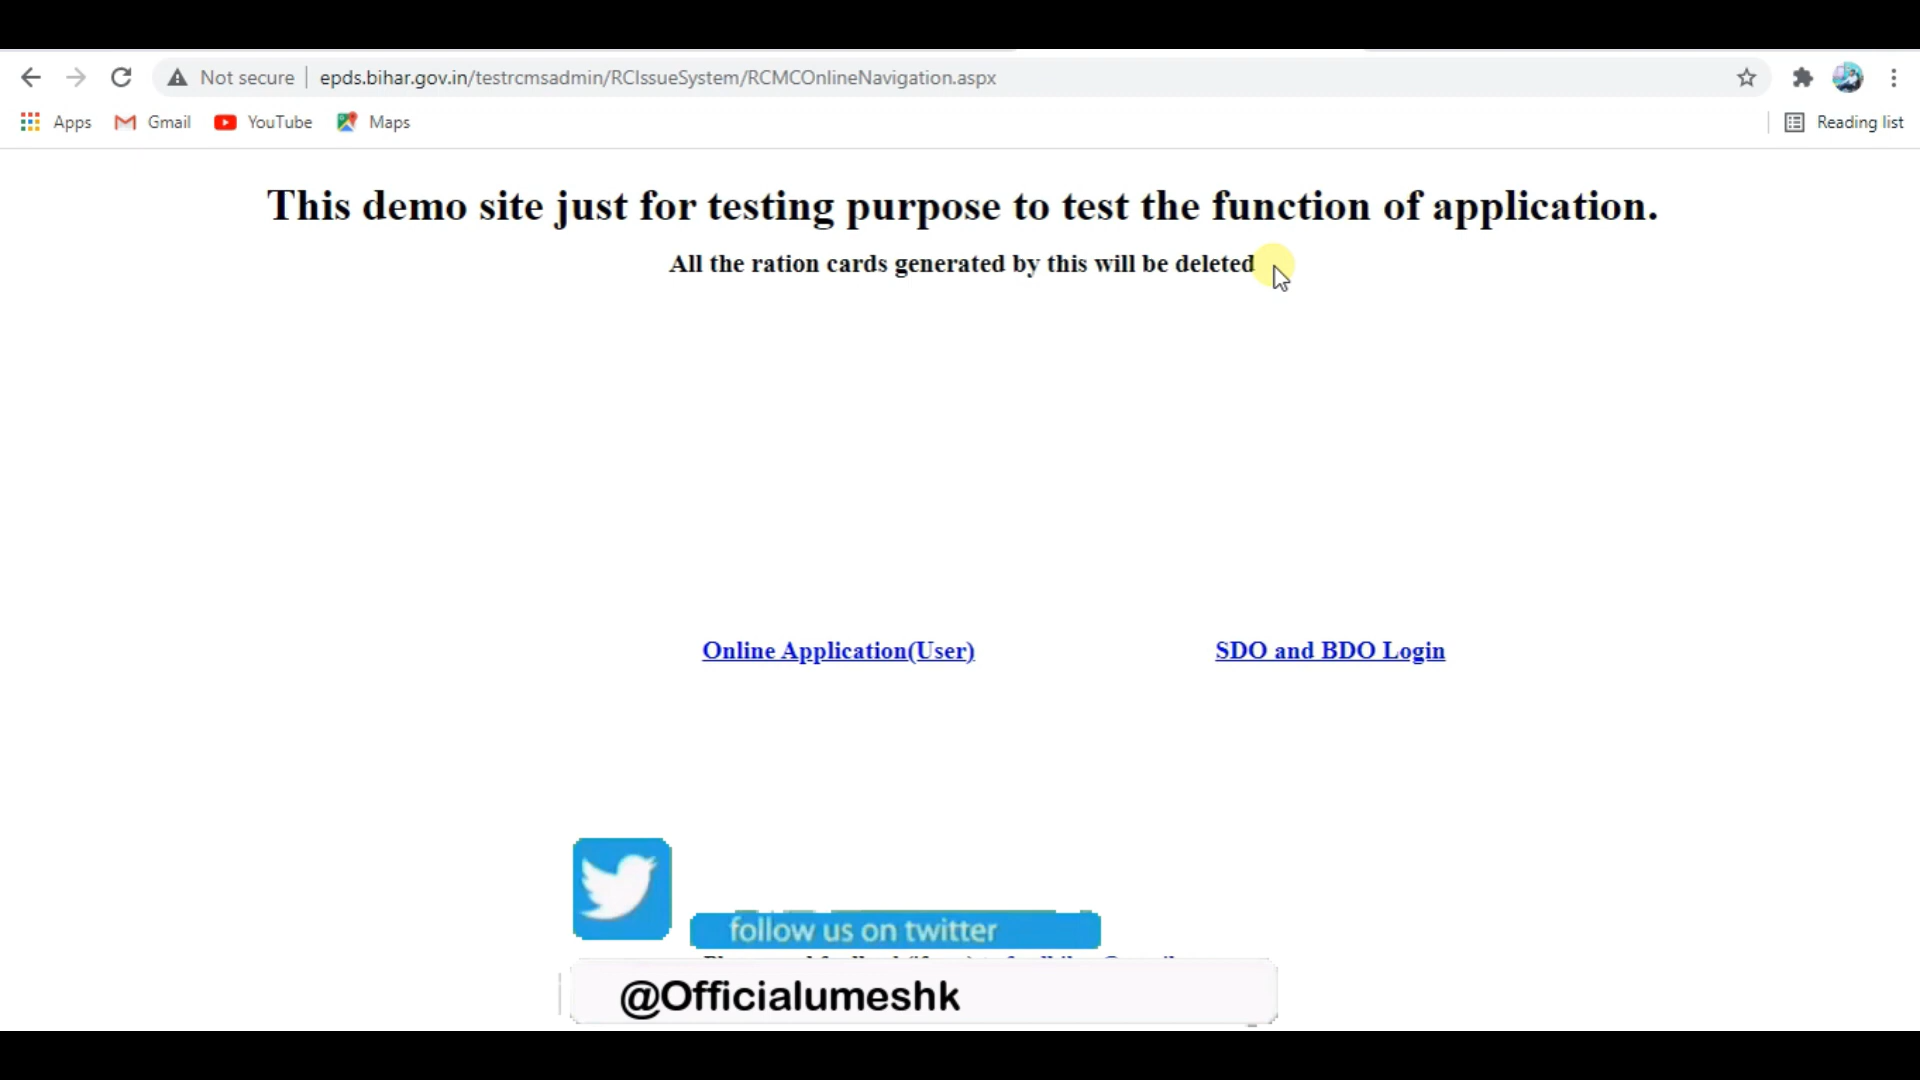 Not secure epds.bihar.gov.in/testrcmsadmin/RCIssueSystem/RCMCOnlineNavigation.aspx
Apps Gmail YouTube Maps Reading list
This demo site just for testing purpose to test the function of application.
All the ration cards generated by this will be deleted
Online Application(User) SDO and BDO Login
follow us on twitter
@Officialumeshk